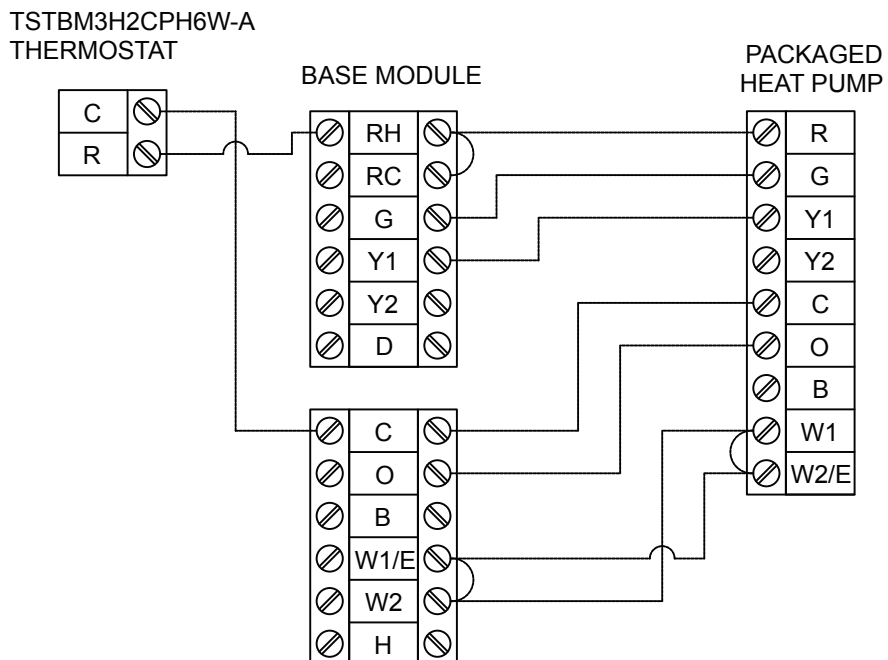 TSTBM3H2CPH6W-A
THERMOSTAT
C
R
BASE MODULE
RH
RC
G
Y1
Y2
D
C
O
B
W1/E
W2
H
PACKAGED
HEAT PUMP
R
G
Y1
Y2
C
O
B
W1
W2/E